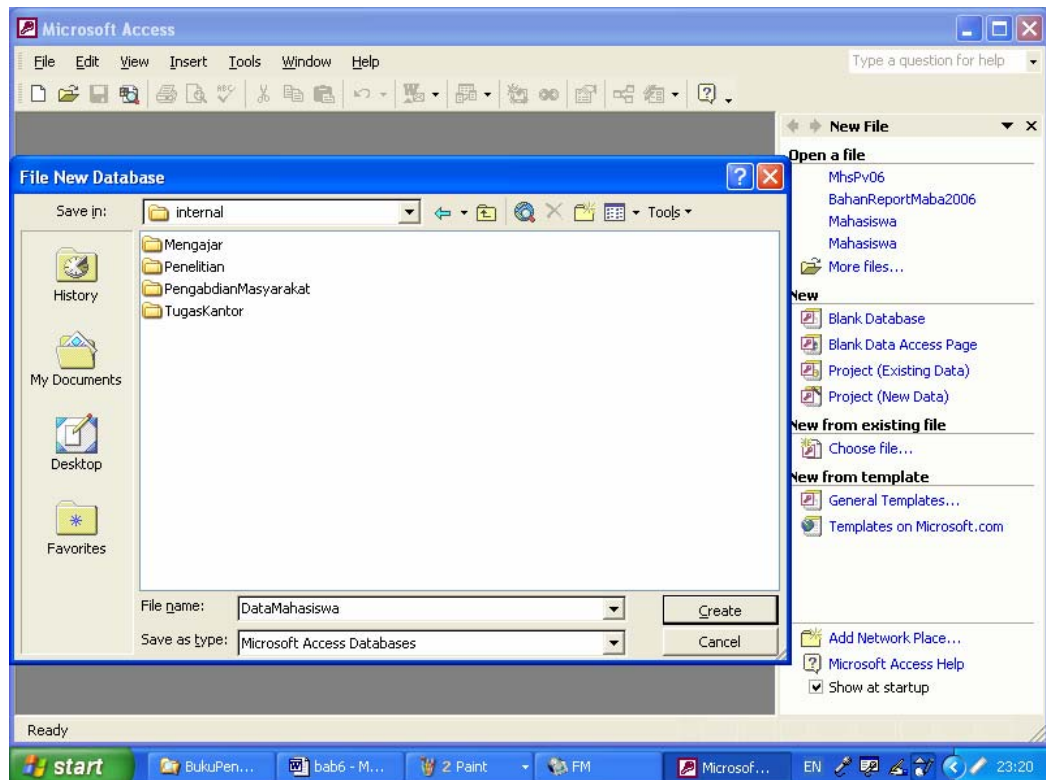 Microsoft Access
File Edit View Insert Tools Window Help
Type a question for help
New File
Open a file
MhsPv06
BahanReportMaba2006
Mahasiswa
Mahasiswa
More files...
New
Blank Database
Blank Data Access Page
Project (Existing Data)
Project (New Data)
New from existing file
Choose file...
New from template
General Templates...
Templates on Microsoft.com
Add Network Place...
Microsoft Access Help
Show at startup
File New Database
Save in: internal
Tools
History
My Documents
Desktop
Favorites
Mengajar
Penelitian
PengabdianMasyarakat
TugasKantor
File name: DataMahasiswa
Create
Save as type: Microsoft Access Databases
Cancel
Ready
start
BukuPen...
bab6 - M...
2 Paint
FM
Microsof...
EN
23:20